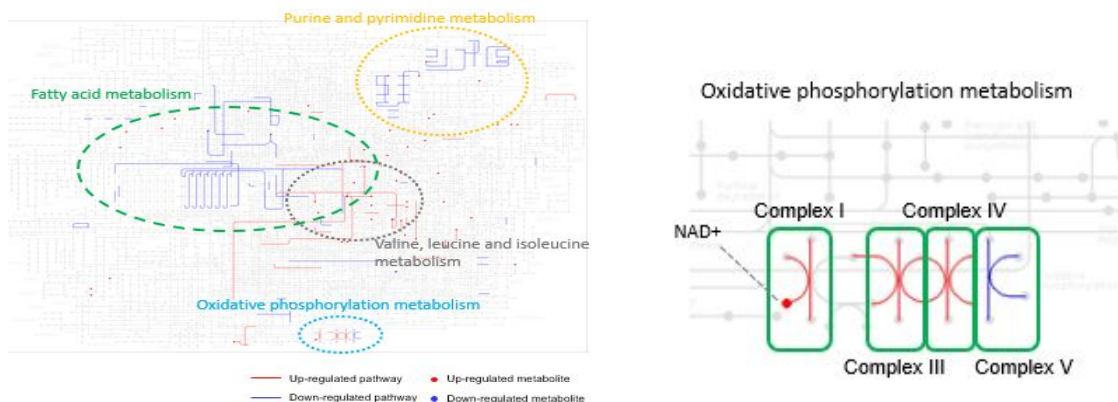 Purine and pyrimidine metabolism
Fatty acid metabolism
Valine, leucine and isoleucine
metabolism
Oxidative phosphorylation metabolism
Up-regulated pathway
Up-regulated metabolite
Down-regulated pathway
Down-regulated metabolite
Oxidative phosphorylation metabolism
Complex I
Complex IV
NAD+
Complex III
Complex V